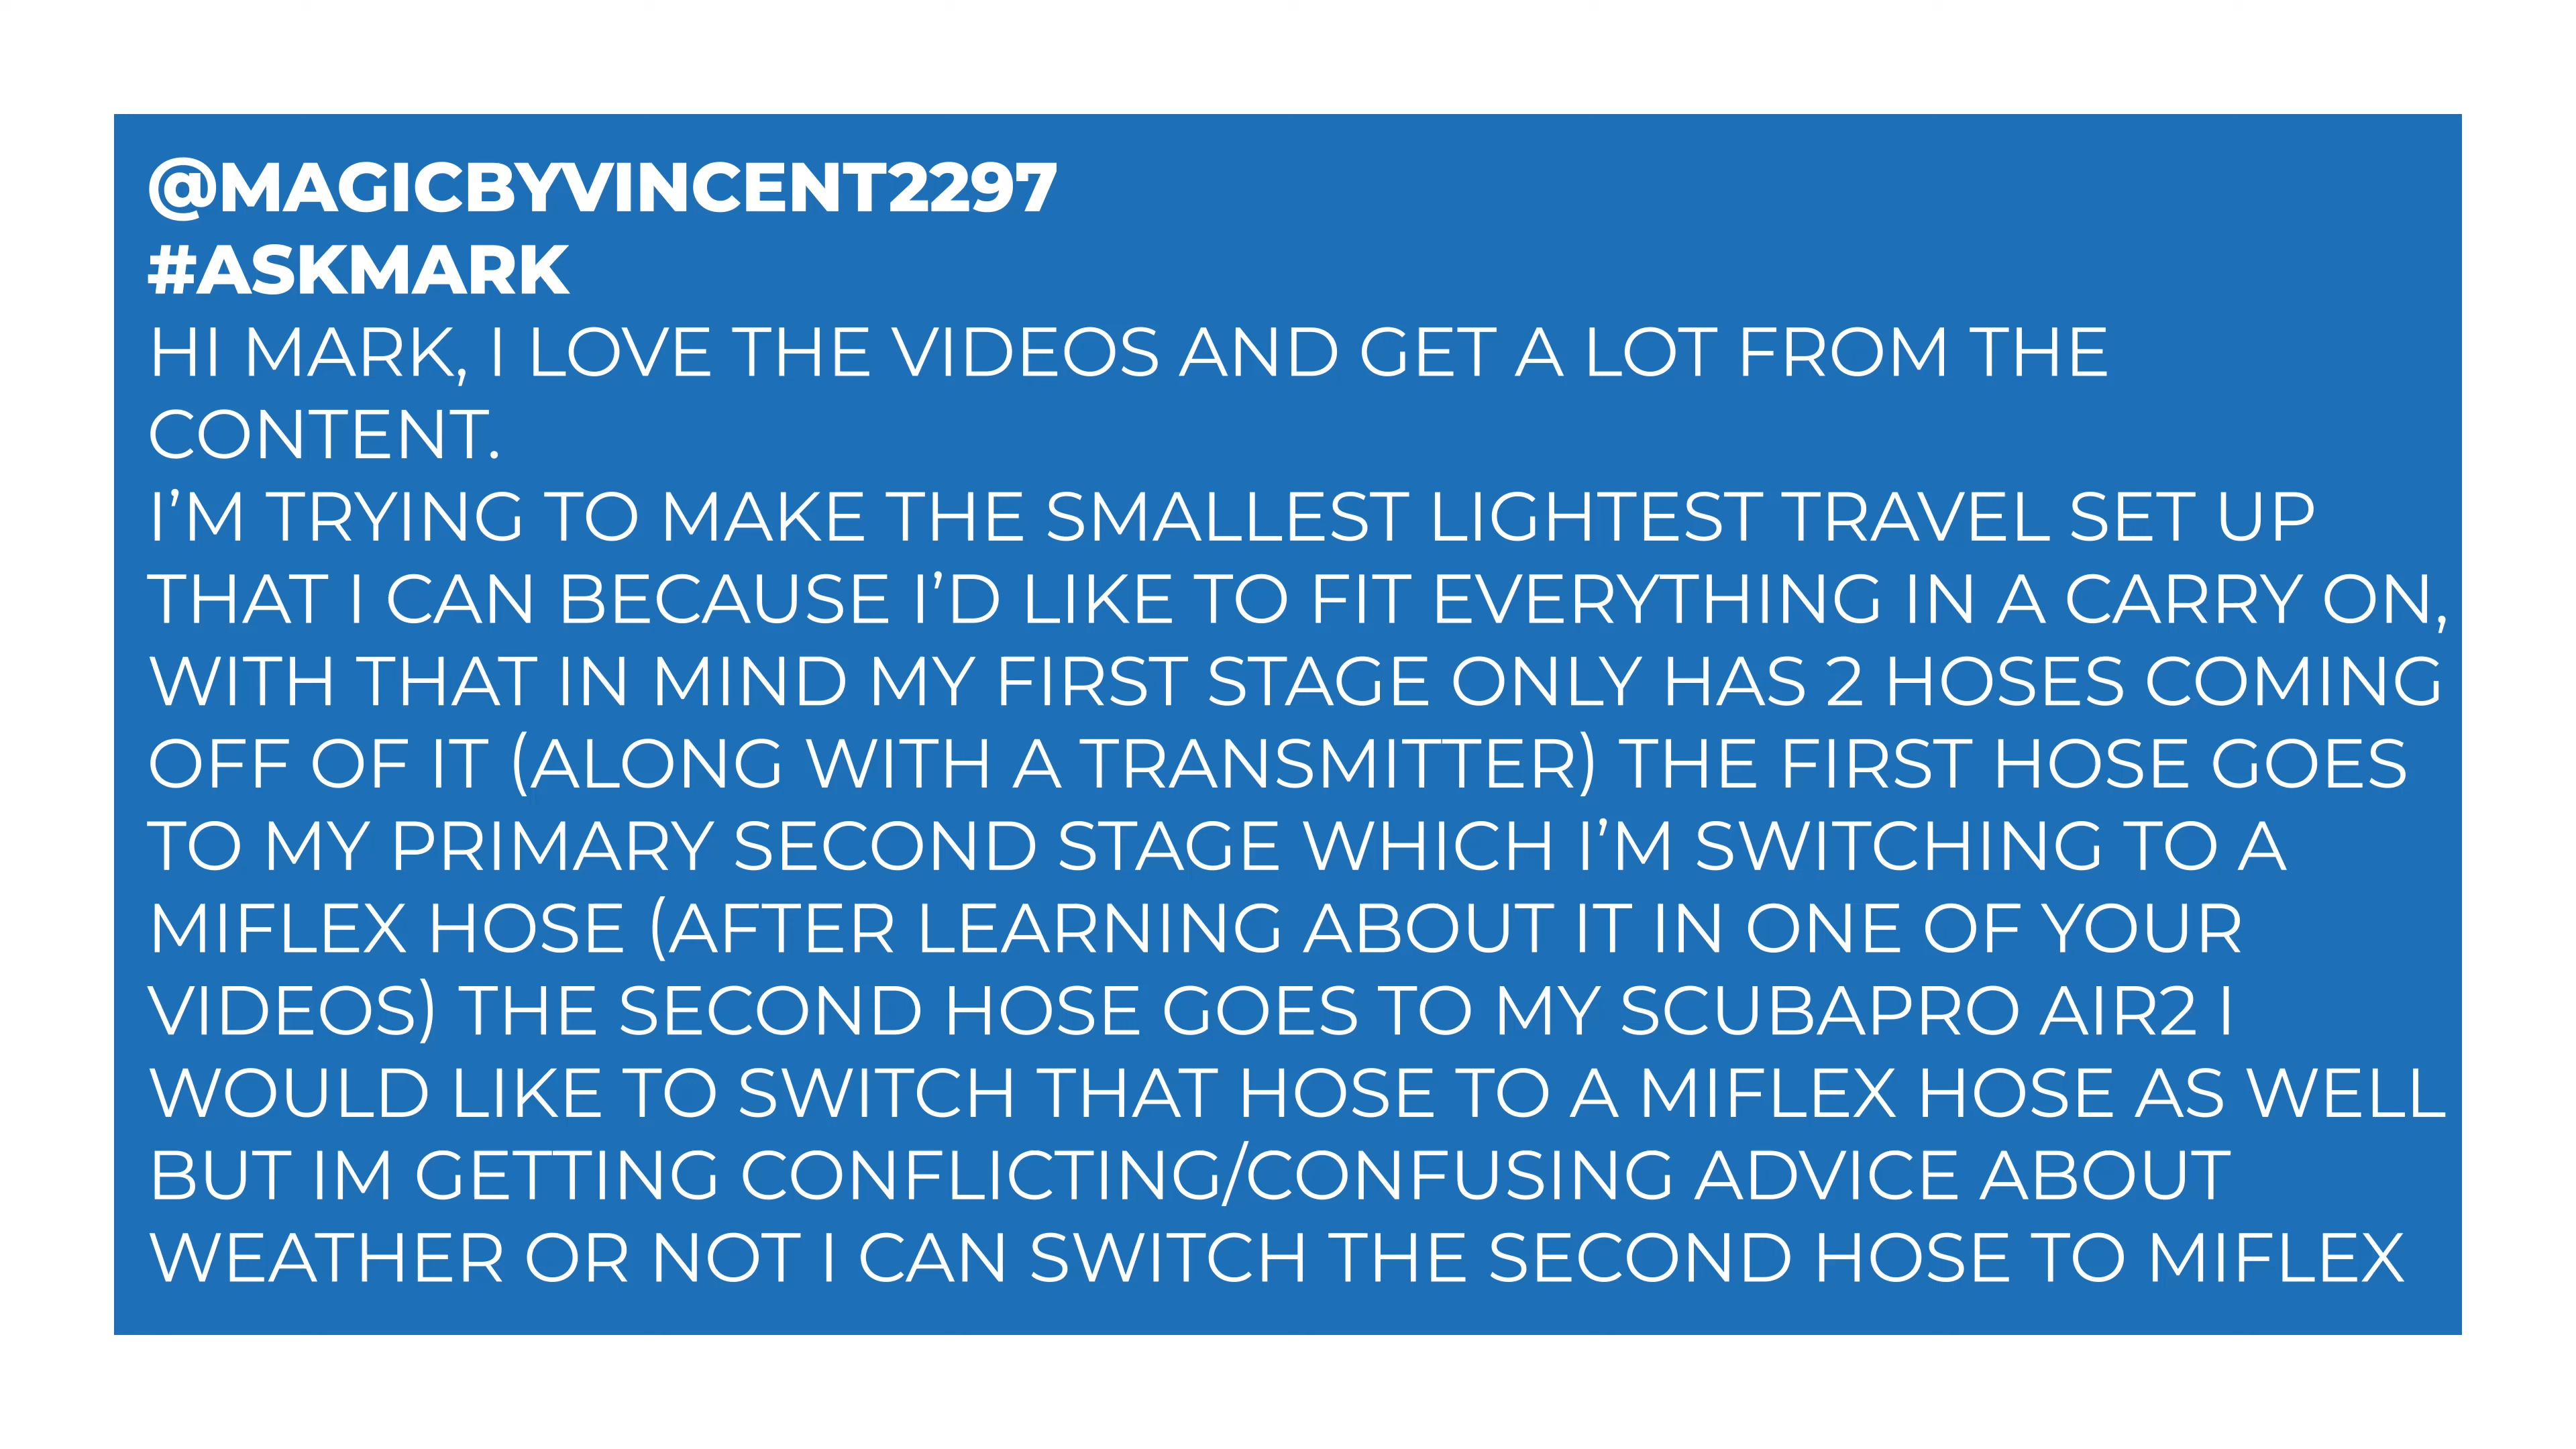 @MAGICBYVINCENT2297
#ASKMARK
HI MARK, I LOVE THE VIDEOS AND GET A LOT FROM THE
CONTENT.
I’M TRYING TO MAKE THE SMALLEST LIGHTEST TRAVEL SET UP
THAT I CAN BECAUSE I’D LIKE TO FIT EVERYTHING IN A CARRY ON,
WITH THAT IN MIND MY FIRST STAGE ONLY HAS 2 HOSES COMING
OFF OF IT (ALONG WITH A TRANSMITTER) THE FIRST HOSE GOES
TO MY PRIMARY SECOND STAGE WHICH I’M SWITCHING TO A
MIFLEX HOSE (AFTER LEARNING ABOUT IT IN ONE OF YOUR
VIDEOS) THE SECOND HOSE GOES TO MY SCUBAPRO AIR2 I
WOULD LIKE TO SWITCH THAT HOSE TO A MIFLEX HOSE AS WELL
BUT IM GETTING CONFLICTING/CONFUSING ADVICE ABOUT
WEATHER OR NOT I CAN SWITCH THE SECOND HOSE TO MIFLEX